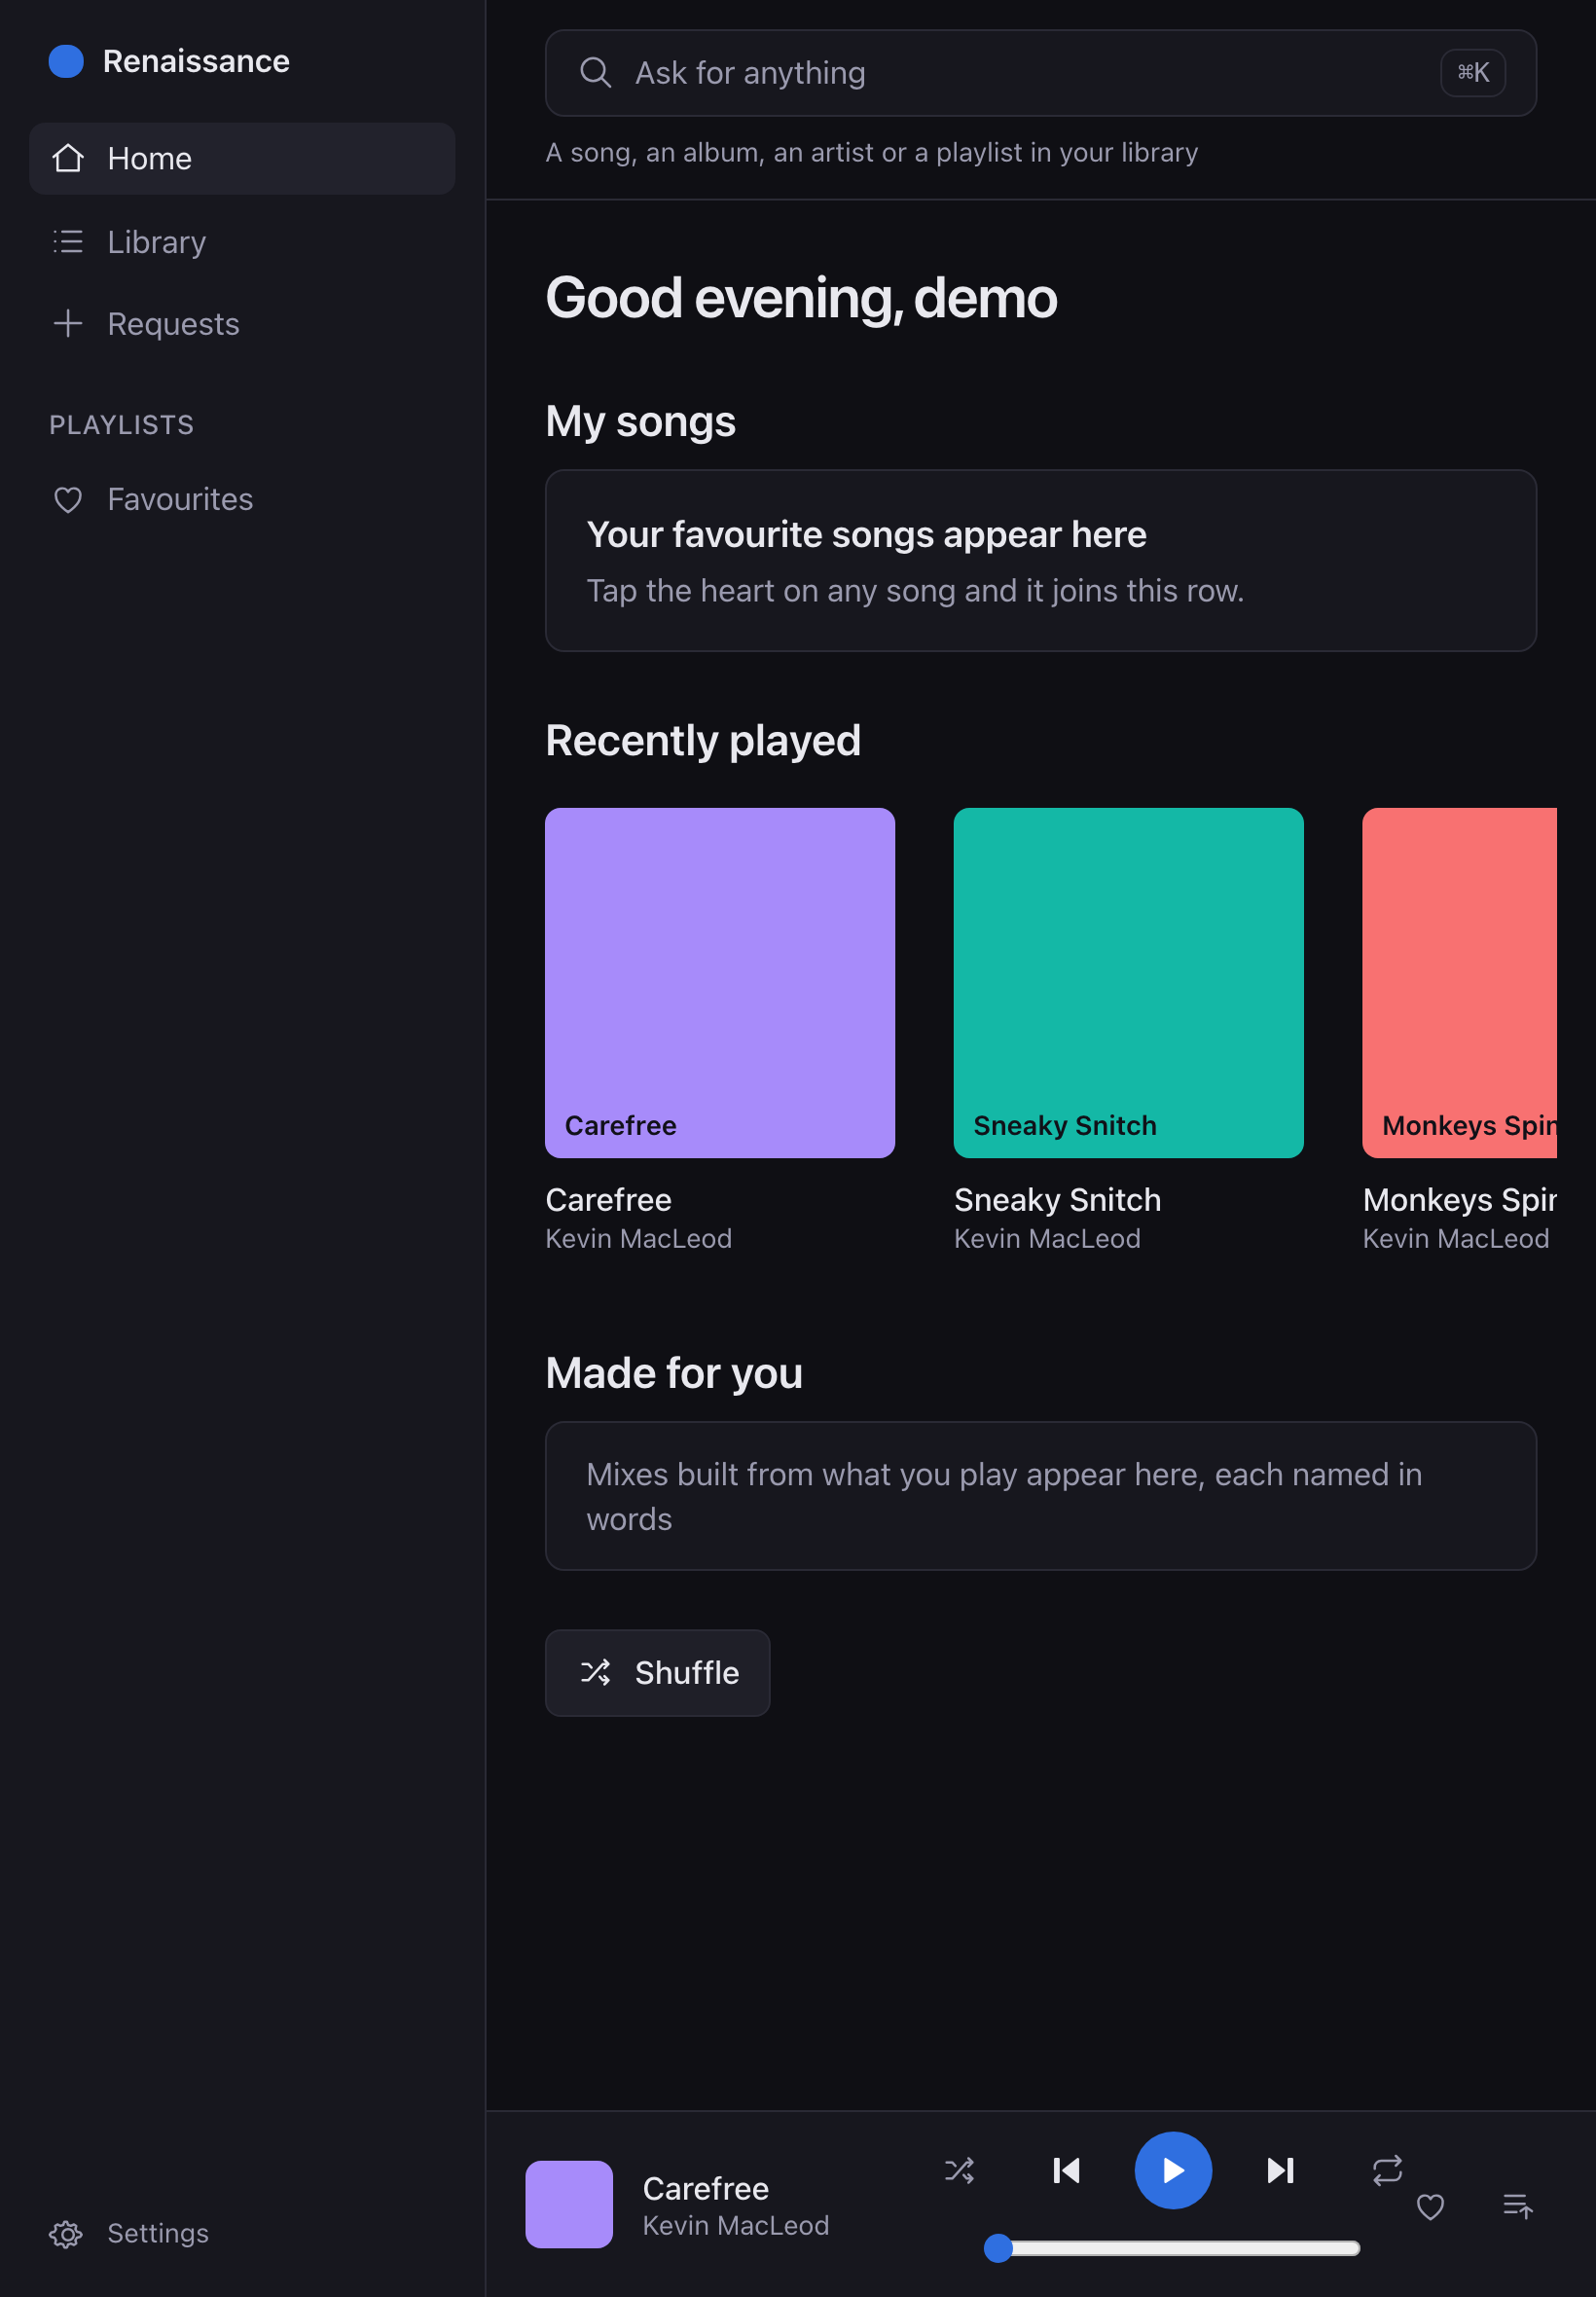 Renaissance
Home
Library
Requests
PLAYLISTS
Favourites
Settings
Ask for anything
⌘K
A song, an album, an artist or a playlist in your library
Good evening, demo
My songs
Your favourite songs appear here
Tap the heart on any song and it joins this row.
Recently played
Carefree
Sneaky Snitch
Monkeys Spin
Carefree
Kevin MacLeod
Sneaky Snitch
Kevin MacLeod
Monkeys Spin
Kevin MacLeod
Made for you
Mixes built from what you play appear here, each named in
words
Shuffle
Carefree
Kevin MacLeod